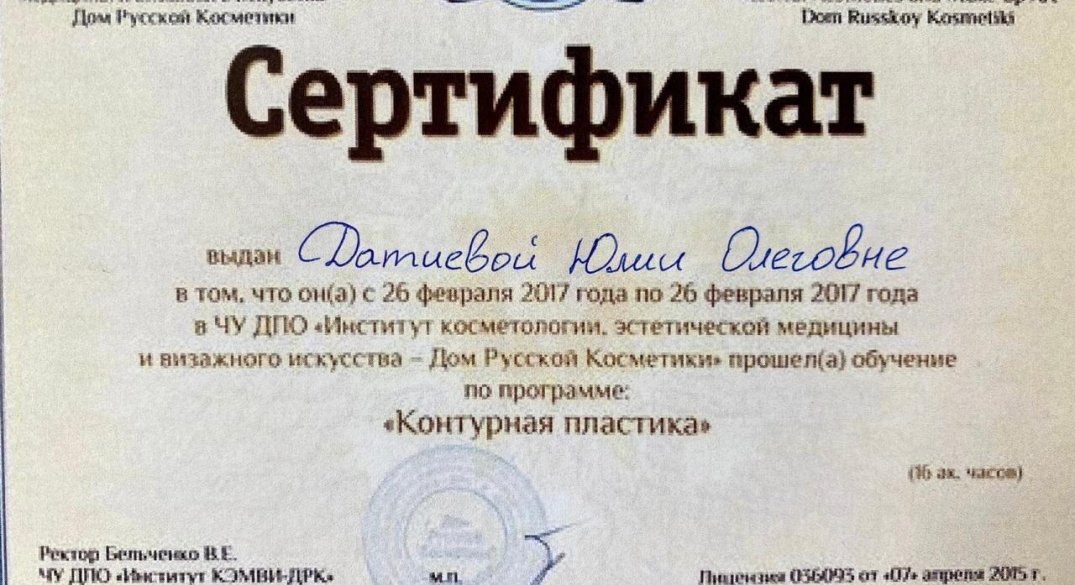 Дом Русской Косметики
Dom Russkoy Kosmetiki
Сертификат
выдан Датиевой Юлии Олеговне
в том, что он(а) с 26 февраля 2017 года по 26 февраля 2017 года
в ЧУ ДПО «Институт косметологии, эстетической медицины
и визажного искусства – Дом Русской Косметики» прошел(а) обучение
по программе:
«Контурная пластика»
(16 ак. часов)
Ректор Бельченко В.Е.
ЧУ ДПО «Институт КЭМВИ-ДРК»
м.п.
Лицензия 036093 от «07» апреля 2015 г.